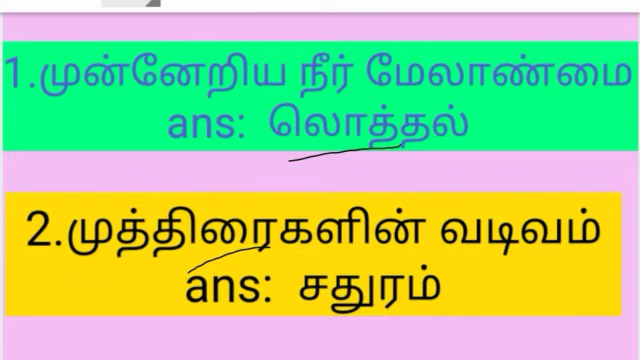 1.முன்னேறிய நீர் மேலாண்மை
ans: லொத்தல்
2.முத்திரைகளின் வடிவம்
ans: சதுரம்